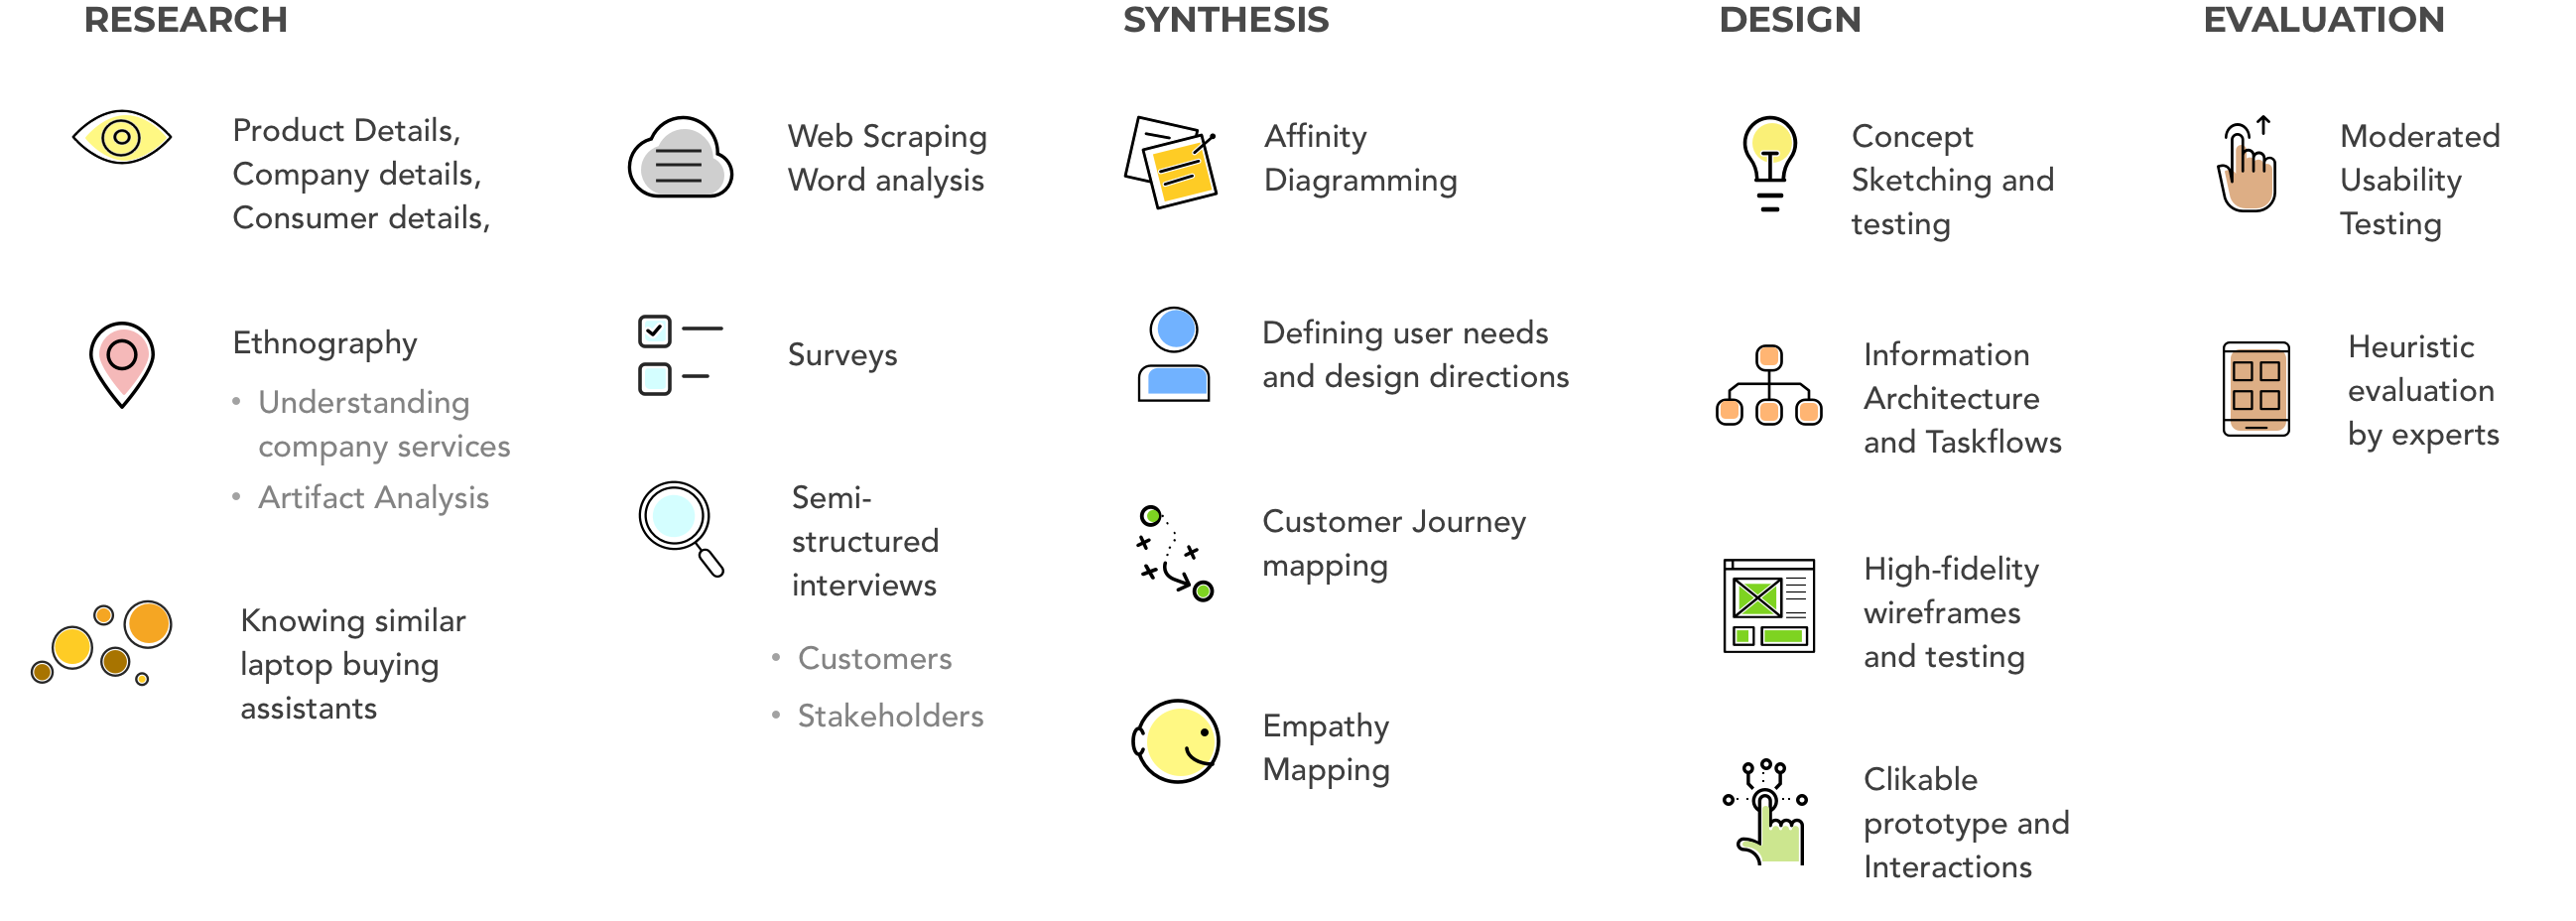 RESEARCH
Product Details,
Company details,
Consumer details,
Ethnography
• Understanding
company services
• Artifact Analysis
Knowing similar
laptop buying
assistants
Web Scraping
Word analysis
Surveys
Semi-
structured
interviews
• Customers
• Stakeholders
SYNTHESIS
Affinity
Diagramming
Defining user needs
and design directions
Customer Journey
mapping
Empathy
Mapping
DESIGN
Concept
Sketching and
testing
Information
Architecture
and Taskflows
High-fidelity
wireframes
and testing
Clikable
prototype and
Interactions
EVALUATION
Moderated
Usability
Testing
Heuristic
evaluation
by experts